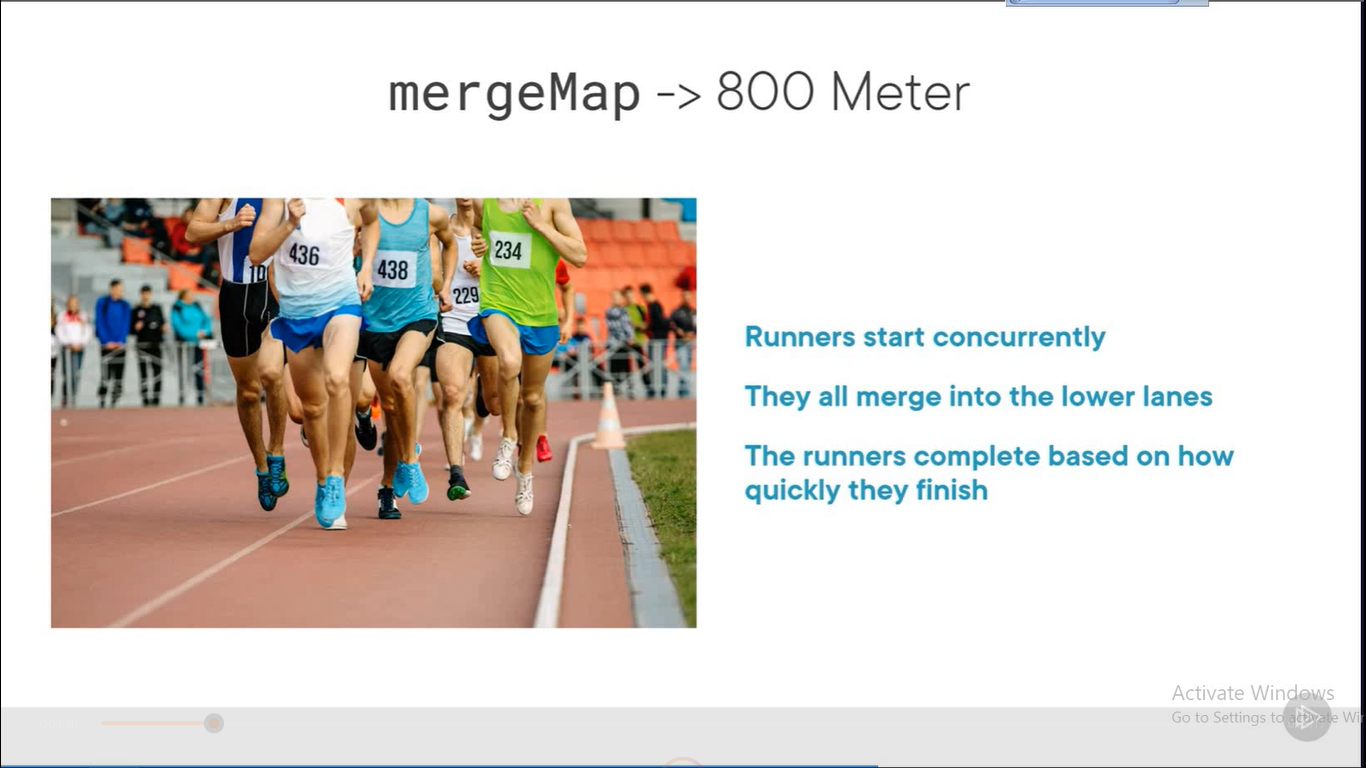 mergeMap -> 800 Meter
436
438
10
229
234
Runners start concurrently
They all merge into the lower lanes
The runners complete based on how
quickly they finish
Activate Windows
Go to Settings to activate